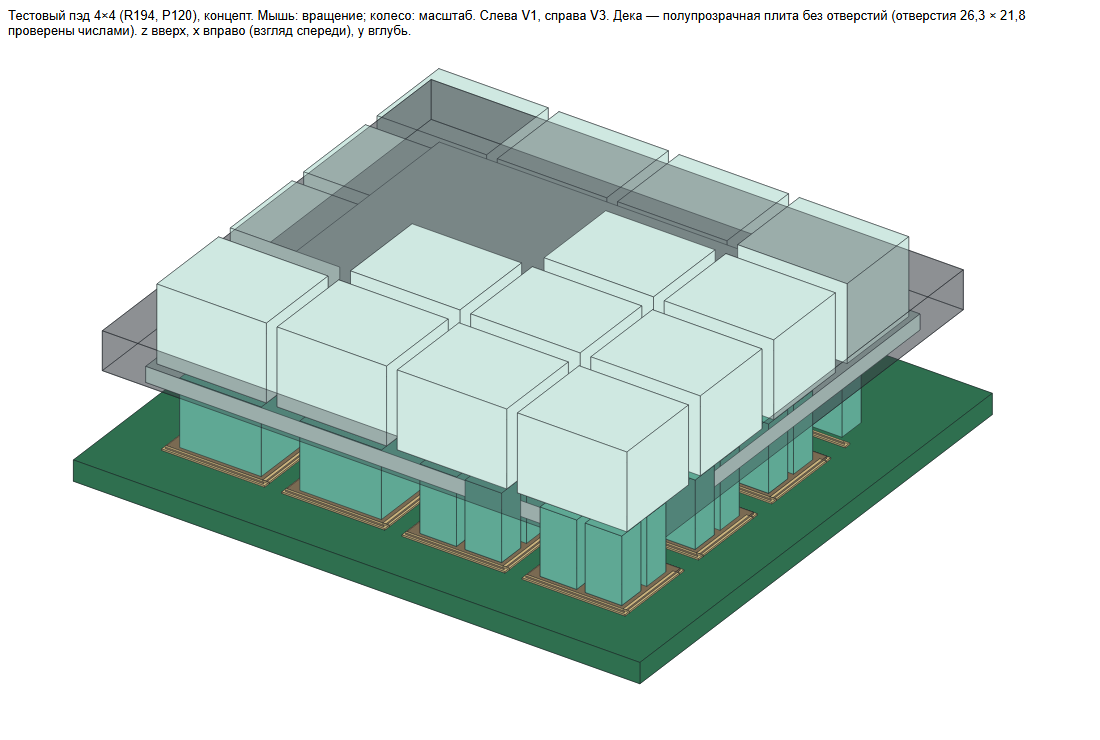 Тестовый пэд 4×4 (R194, P120), концепт. Мышь: вращение; колесо: масштаб. Слева V1, справа V3. Дека — полупрозрачная плита без отверстий (отверстия 26,3 × 21,8
проверены числами). z вверх, x вправо (взгляд спереди), y вглубь.